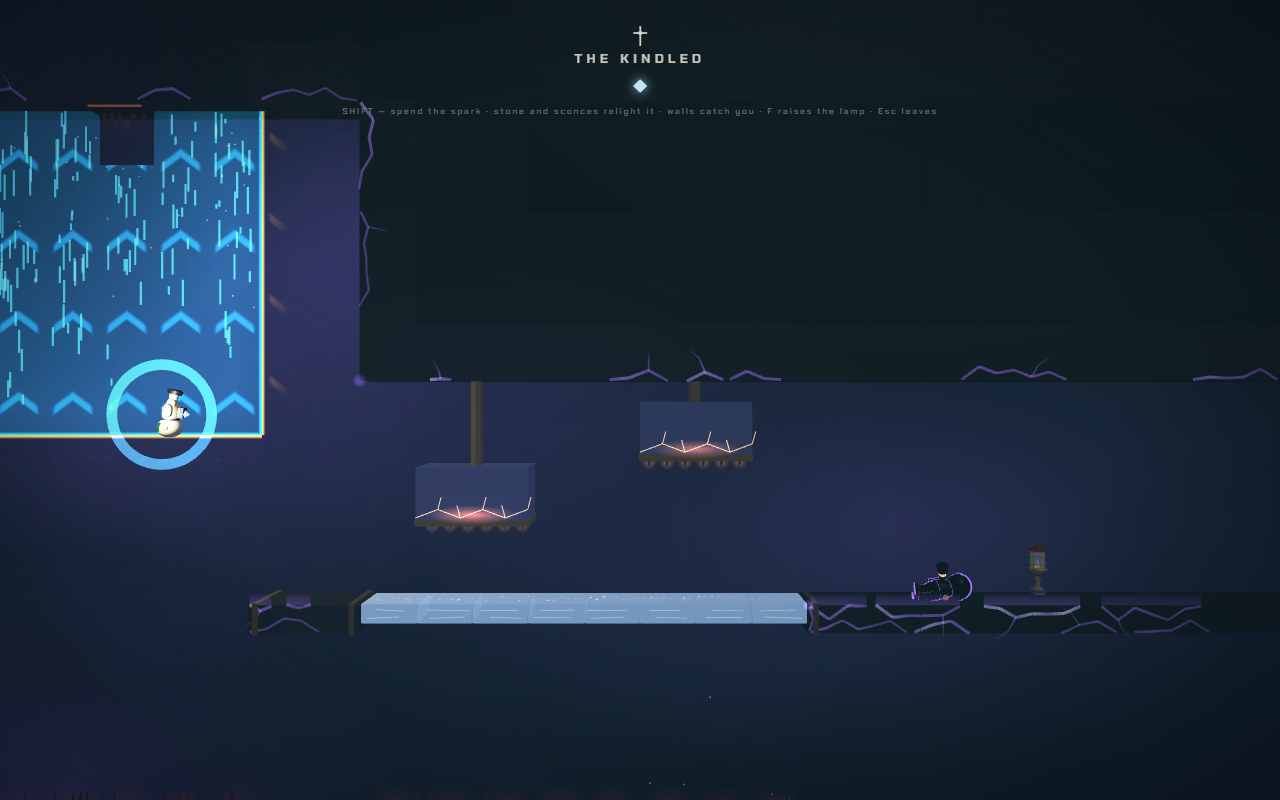 THE KINDLED
SHIFT — spend the spark · stone and sconces relight it · walls catch you · F raises the lamp · Esc leaves